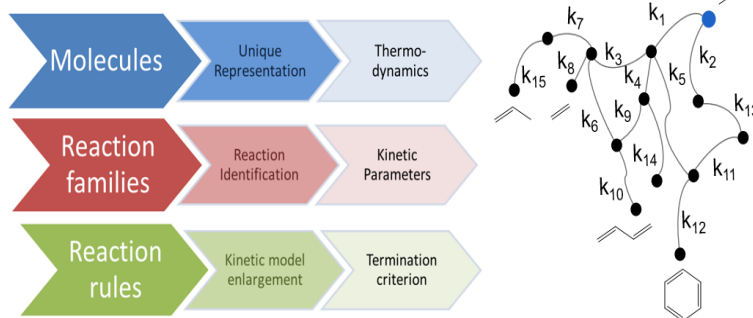 Molecules
Unique
Representation
Thermo-
dynamics
Reaction
families
Reaction
Identification
Kinetic
Parameters
Reaction
rules
Kinetic model
enlargement
Termination
criterion
k₇
k₁
k₃
k₈
k₂
k₁₅
k₄
k₅
k₉
k₆
k₁₄
k₁₁
k₁₀
k₁₂